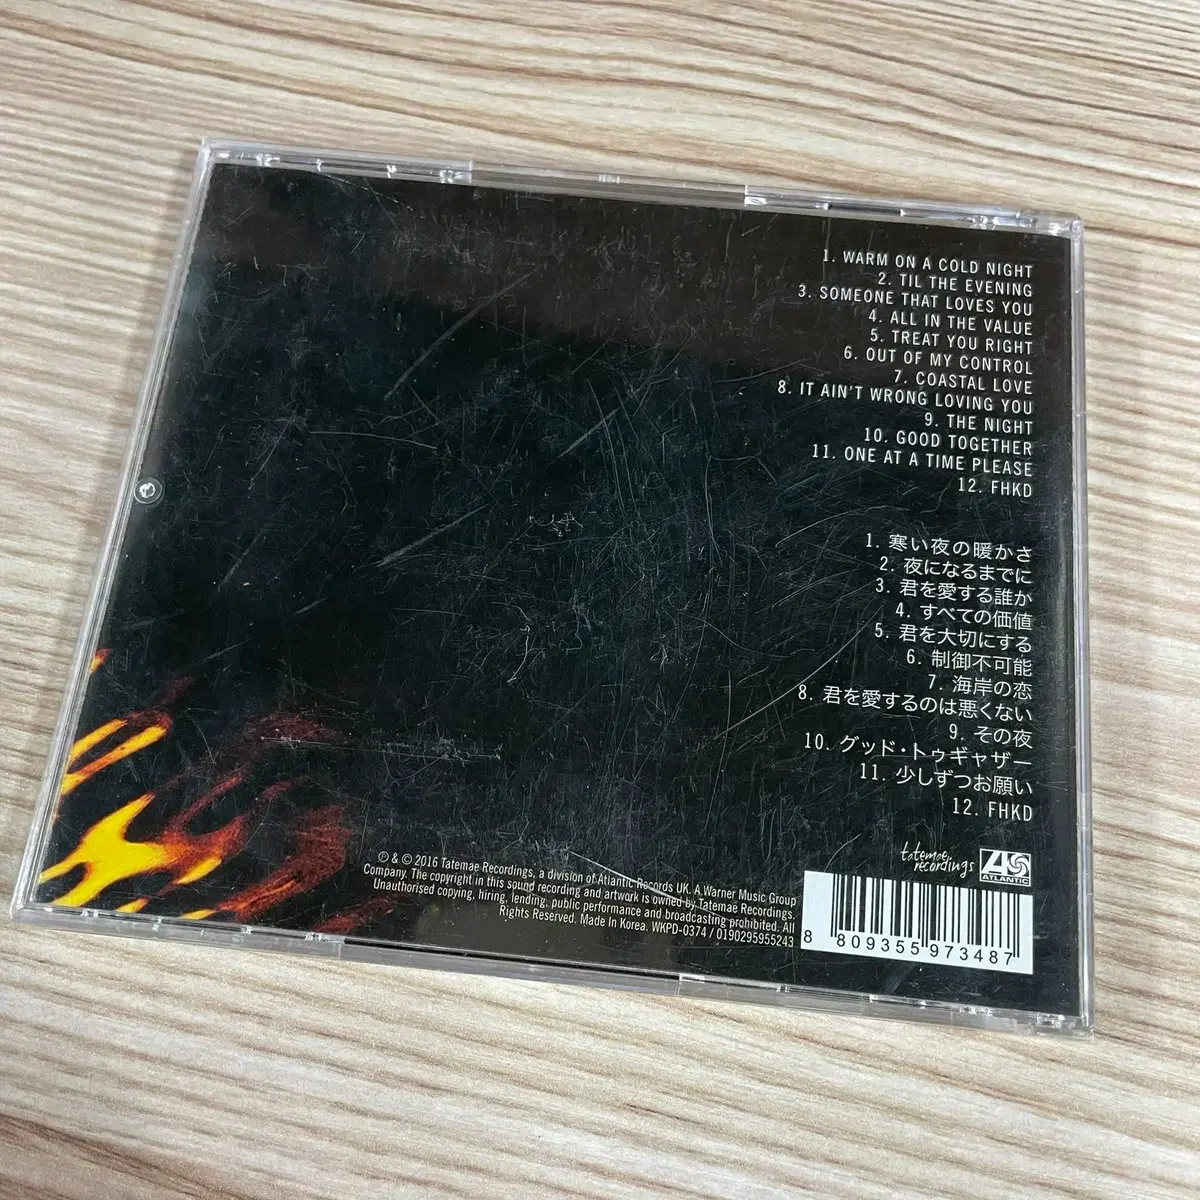 1. WARM ON A COLD NIGHT
2. TIL THE EVENING
3. SOMEONE THAT LOVES YOU
4. ALL IN THE VALUE
5. TREAT YOU RIGHT
6. OUT OF MY CONTROL
7. COASTAL LOVE
8. IT AIN'T WRONG LOVING YOU
9. THE NIGHT
10. GOOD TOGETHER
11. ONE AT A TIME PLEASE
12. FHKD
1. 寒い夜の暖かさ
2. 夜になるまでに
3. 君を愛する誰か
4. すべての価値
5. 君を大切にする
6. 制御不可能
7. 海岸の恋
8. 君を愛するのは悪くない
9. その夜
10. グッド・トゥギャザー
11. 少しずつお願い
12. FHKD
℗ & © 2016 Tatemae Recordings, a division of Atlantic Records UK. A Warner Music Group
Company. The copyright in this sound recording and artwork is owned by Tatemae Recordings.
Unauthorised copying, hiring, lending, public performance and broadcasting prohibited. All
Rights Reserved. Made In Korea. WKPD-0374 / 0190295955243
tatemae
recordings
ATLANTIC
8 809355 973487